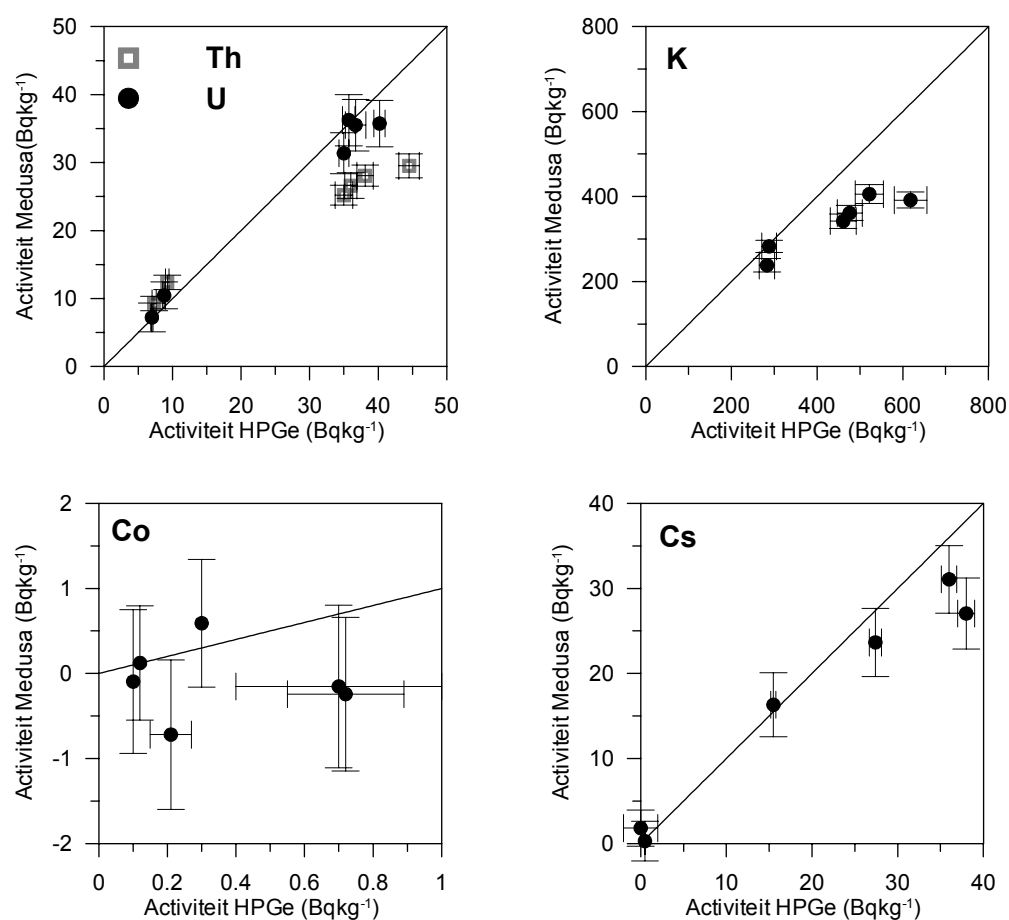 50
40
30
20
10
0
Th
U
Activiteit Medusa(Bqkg-1)
0 10 20 30 40 50
Activiteit HPGe (Bqkg-1)
800
600
400
200
0
K
Activiteit Medusa (Bqkg-1)
0 200 400 600 800
Activiteit HPGe (Bqkg-1)
2
1
0
-1
-2
Co
Activiteit Medusa (Bqkg-1)
0 0.2 0.4 0.6 0.8 1
Activiteit HPGe (Bqkg-1)
40
30
20
10
0
Cs
Activiteit Medusa (Bqkg-1)
0 10 20 30 40
Activiteit HPGe (Bqkg-1)